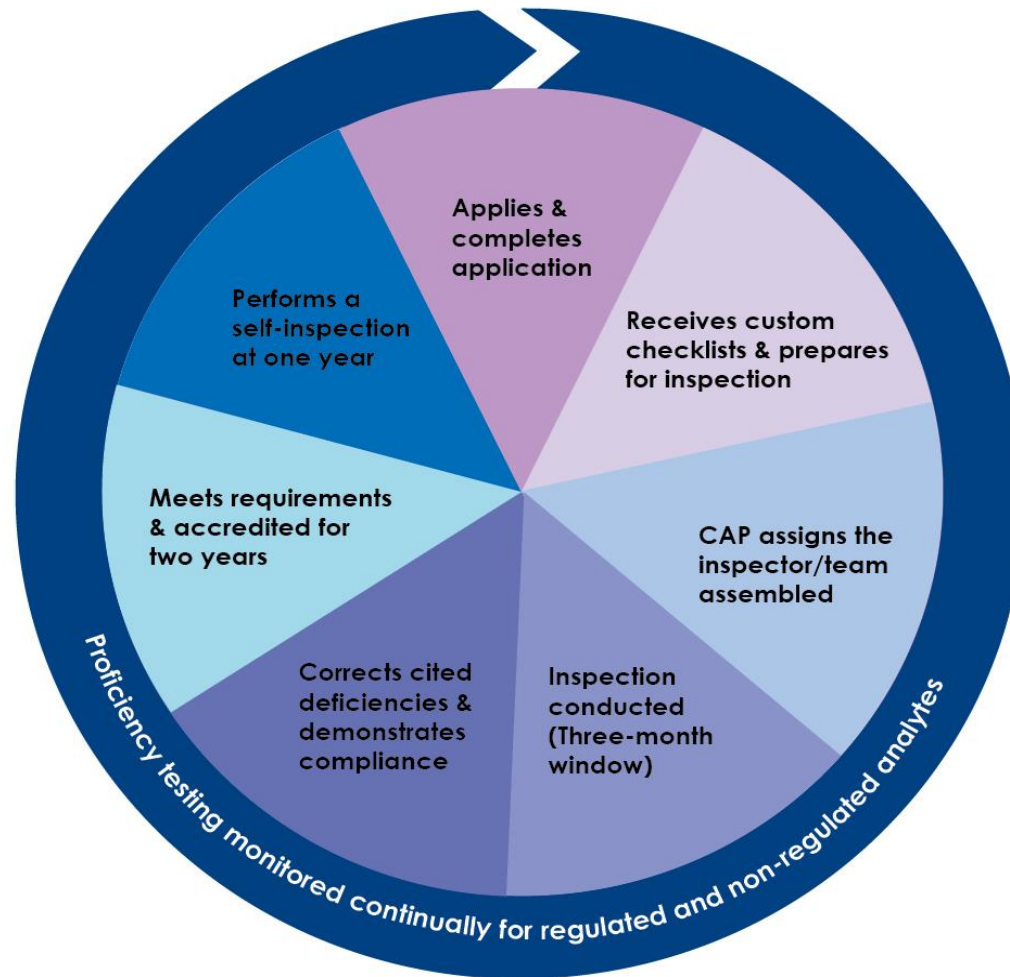 Applies &
completes
application
Receives custom
checklists & prepares
for inspection
CAP assigns the
inspector/team
assembled
Inspection
conducted
(Three-month
window)
Corrects cited
deficiencies &
demonstrates
compliance
Meets requirements
& accredited for
two years
Performs a
self-inspection
at one year
Proficiency testing monitored continually for regulated and non-regulated analytes